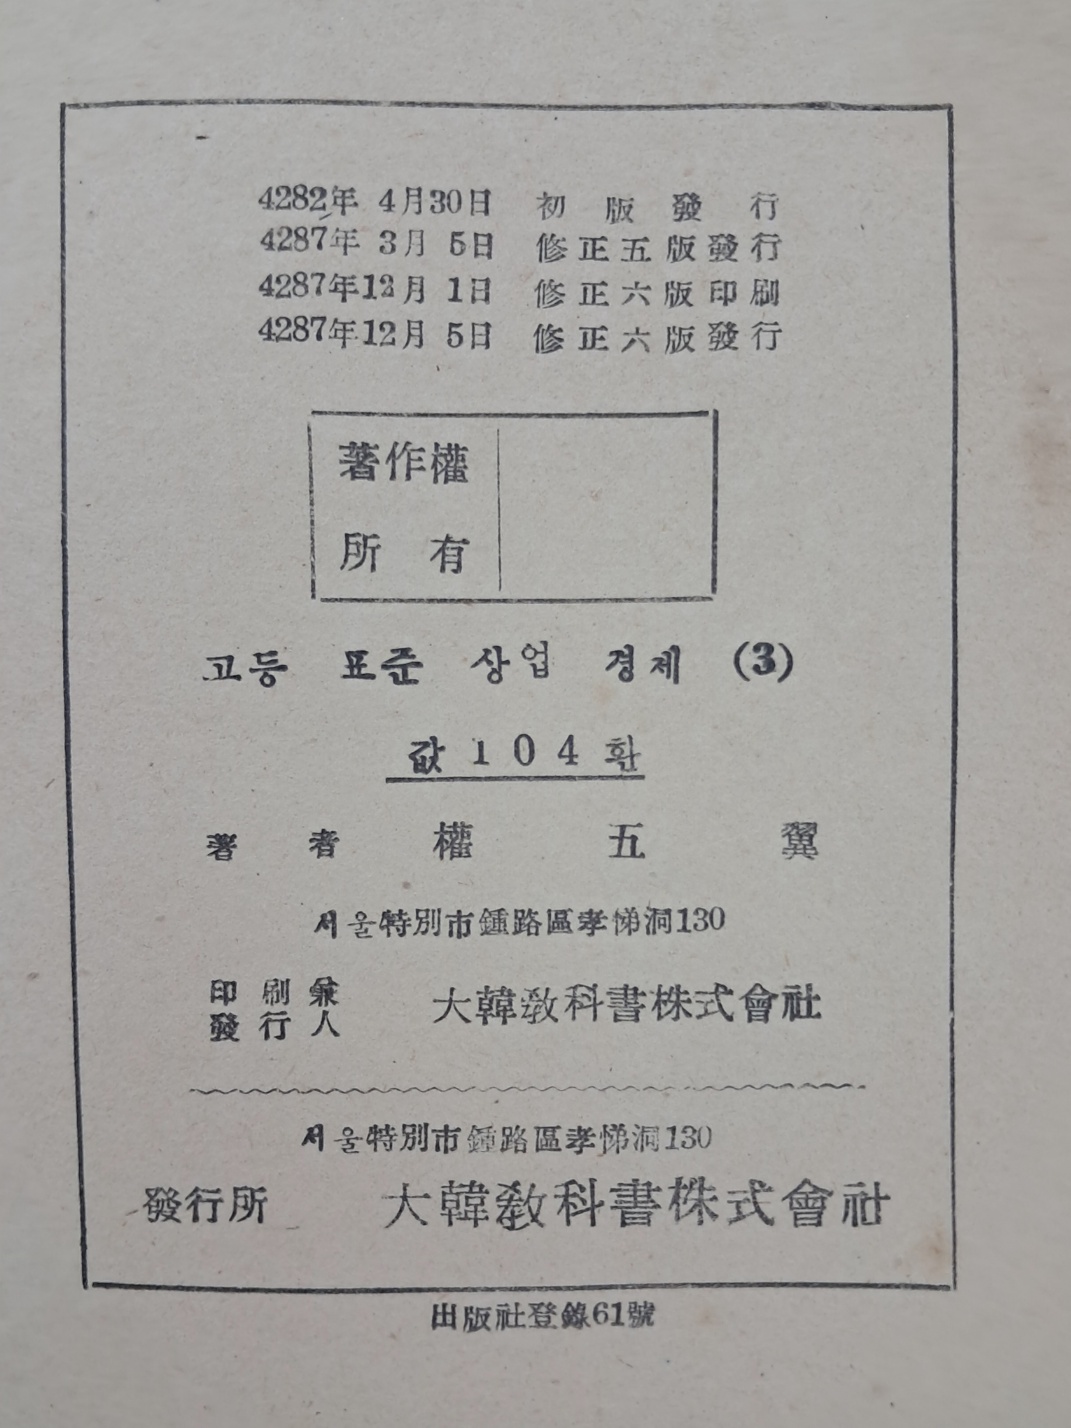 4282年 4月30日 初版發行
4287年 3月 5日 修正五版發行
4287年12月 1日 修正六版印刷
4287年12月 5日 修正六版發行
著作權
所有
고등 표준 상업 경제 (3)
값 104 환
著者 權五翼
서울特別市鍾路區孝悌洞130
印刷兼
發行人 大韓敎科書株式會社
서울特別市鍾路區孝悌洞130
發行所 大韓敎科書株式會社
出版社登錄61號